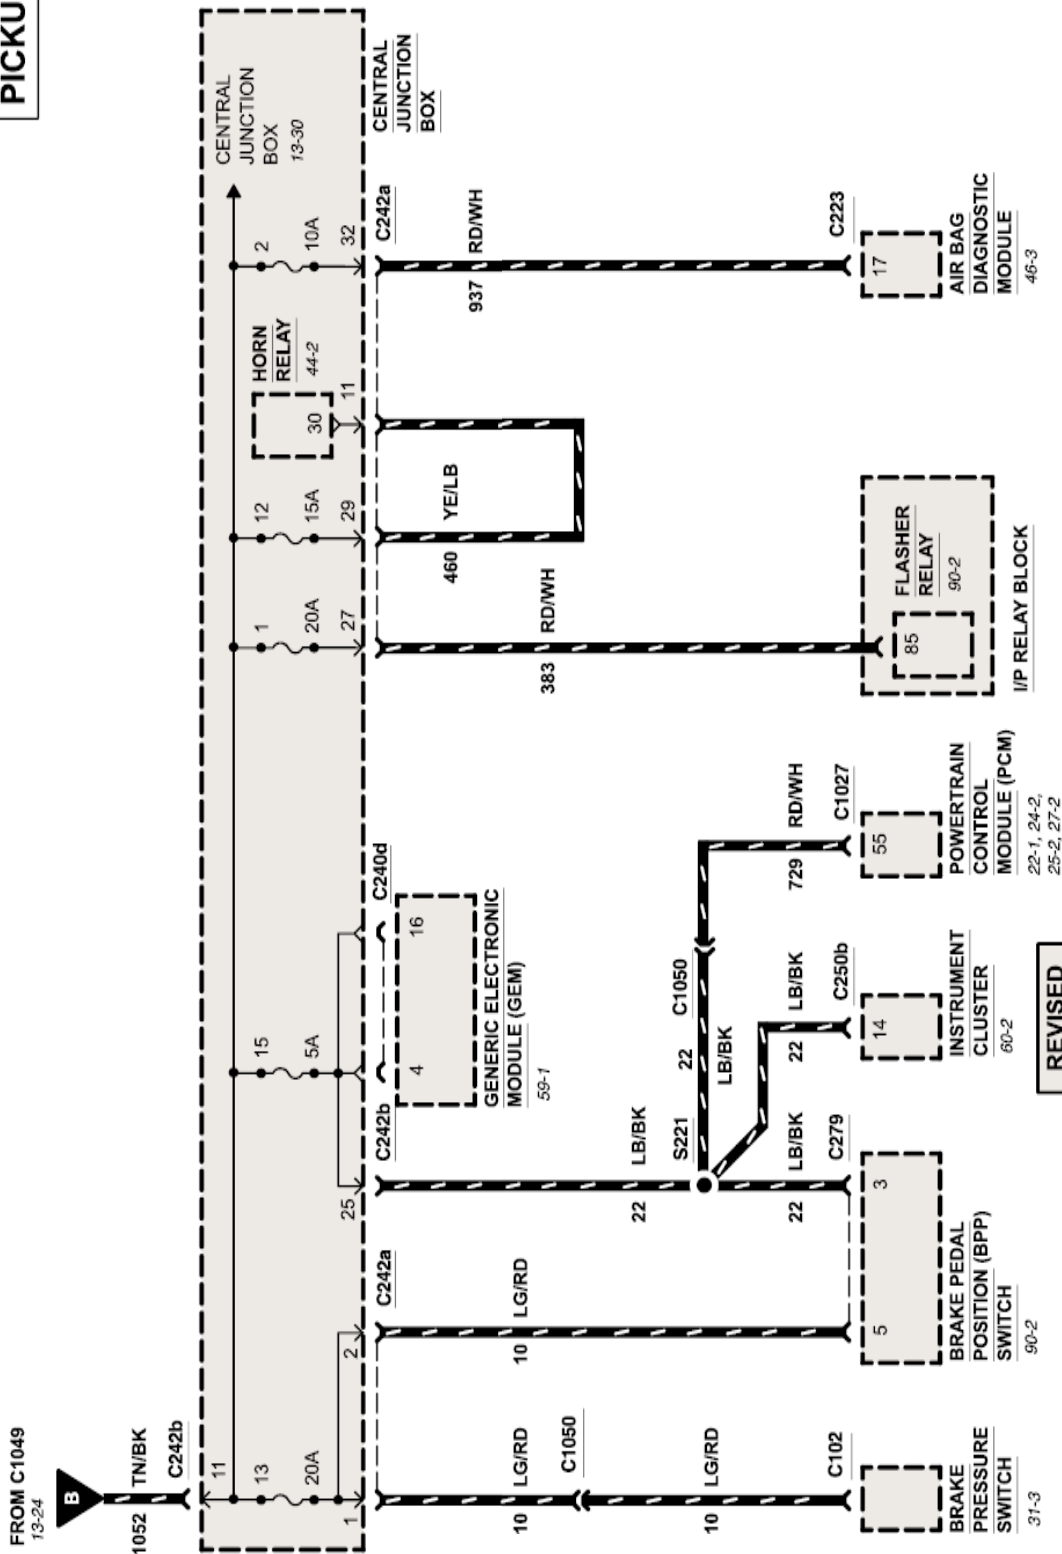 PICKU
FROM C1049
13-24
B
1052
TN/BK
C242b
11
13
20A
1
2
15
5A
25
1
20A
27
12
15A
29
HORN
RELAY
44-2
30
11
2
10A
32
CENTRAL
JUNCTION
BOX
13-30
CENTRAL
JUNCTION
BOX
C242a
C242b
4
16
C240d
GENERIC ELECTRONIC
MODULE (GEM)
59-1
C242a
10
LG/RD
C1050
10
LG/RD
C102
BRAKE
PRESSURE
SWITCH
31-3
10
LG/RD
5
22
LB/BK
S221
22
LB/BK
C279
3
BRAKE PEDAL
POSITION (BPP)
SWITCH
90-2
22
LB/BK
C1050
22
LB/BK
C250b
14
INSTRUMENT
CLUSTER
60-2
729
RD/WH
C1027
55
POWERTRAIN
CONTROL
MODULE (PCM)
22-1, 24-2,
25-2, 27-2
383
RD/WH
85
FLASHER
RELAY
90-2
I/P RELAY BLOCK
460
YE/LB
937
RD/WH
C223
17
AIR BAG
DIAGNOSTIC
MODULE
46-3
REVISED